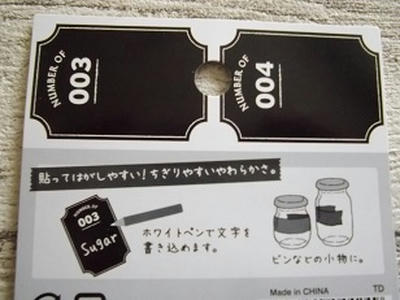 NUMBER OF
003
NUMBER OF
004
貼ってはがしやすい!ちぎりやすいやわらかさ。
NUMBER OF
003
Sugar
ホワイトペンで文字を
書き込めます。
ビンなどの小物に。
Made in CHINA
TD